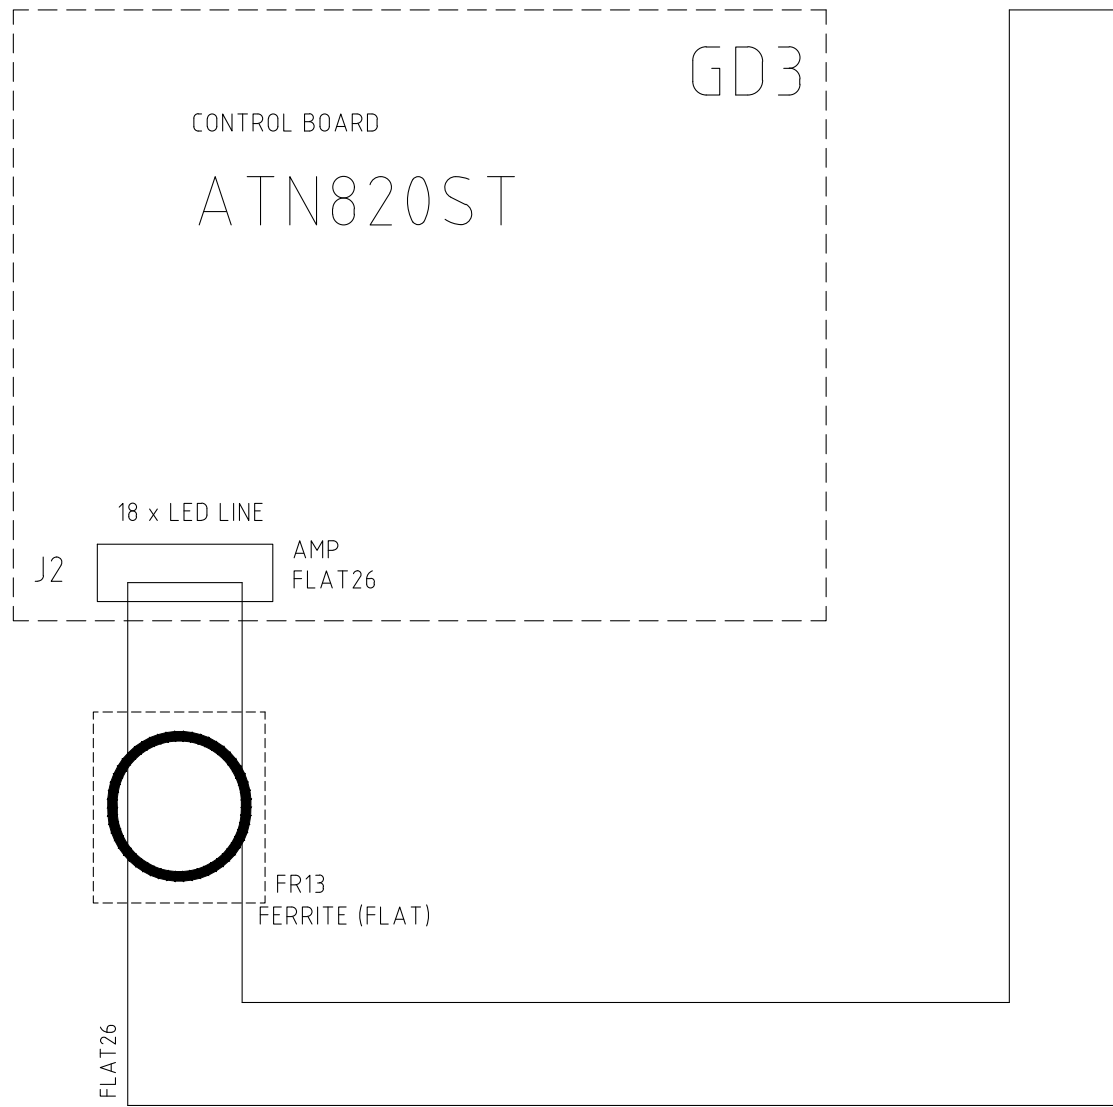 GD3
CONTROL BOARD
ATN820ST
18 x LED LINE
J2
AMP
FLAT26
FR13
FERRITE (FLAT)
FLAT26